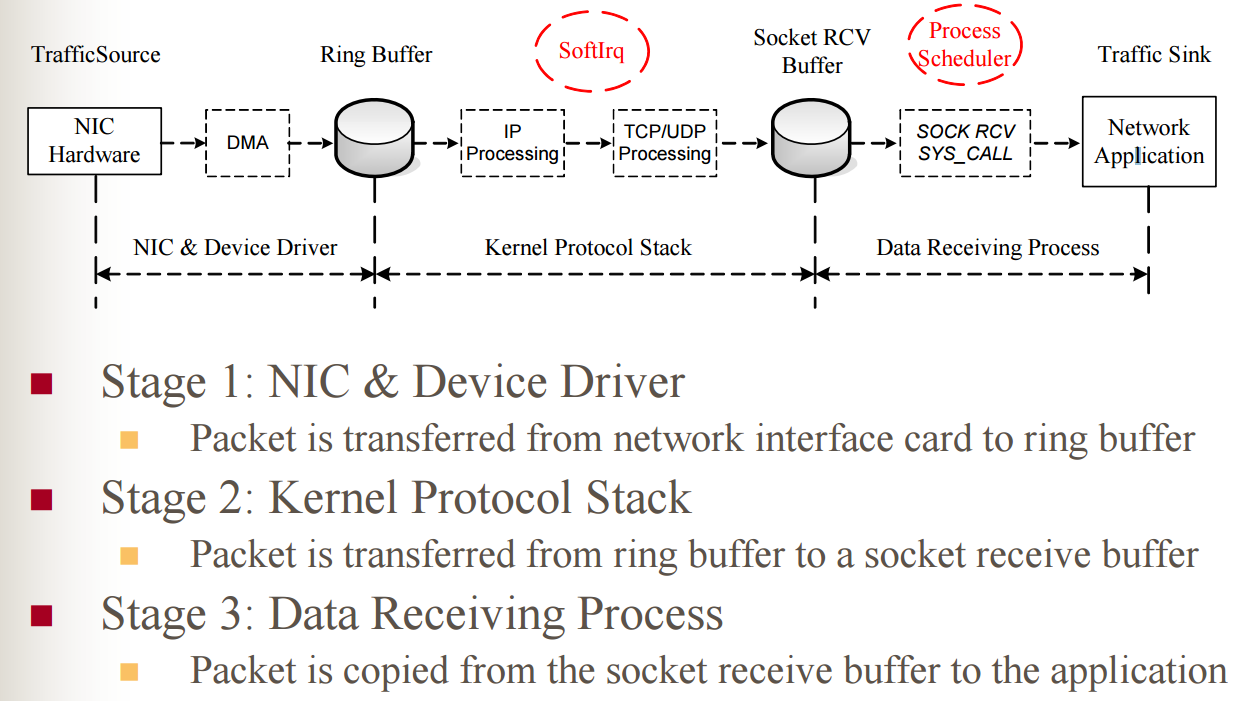 TrafficSource
Ring Buffer
SoftIrq
Socket RCV
Buffer
Process
Scheduler
Traffic Sink
NIC
Hardware
DMA
IP
Processing
TCP/UDP
Processing
SOCK RCV
SYS_CALL
Network
Application
NIC & Device Driver
Kernel Protocol Stack
Data Receiving Process
Stage 1: NIC & Device Driver
Packet is transferred from network interface card to ring buffer
Stage 2: Kernel Protocol Stack
Packet is transferred from ring buffer to a socket receive buffer
Stage 3: Data Receiving Process
Packet is copied from the socket receive buffer to the application